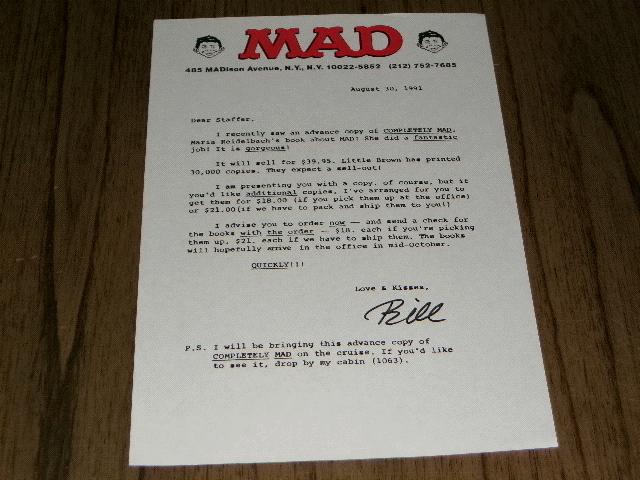 MAD
485 MADison Avenue, N.Y., N.Y. 10022-5852 (212) 752-7685
August 30, 1991
Dear Staffer,
I recently saw an advance copy of COMPLETELY MAD,
Maria Reidelbach's book about MAD! She did a fantastic
job! It is gorgeous!
It will sell for $39.95. Little Brown has printed
30,000 copies. They expect a sell-out!
I am presenting you with a copy, of course, but if
you'd like additional copies, I've arranged for you to
get them for $18.00 (if you pick them up at the office)
or $21.00(if we have to pack and ship them to you!)
I advise you to order now -- and send a check for
the books with the order -- $18. each if you're picking
them up, $21. each if we have to ship them. The books
will hopefully arrive in the office in mid-October.
QUICKLY!!!
Love & Kisses,
Bill
P.S. I will be bringing this advance copy of
COMPLETELY MAD on the cruise. If you'd like
to see it, drop by my cabin (1063).